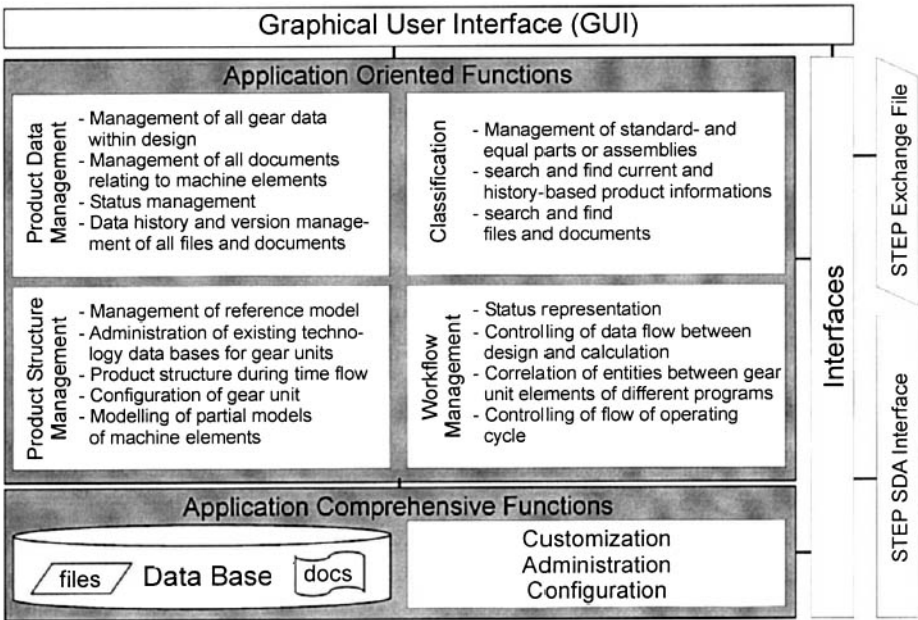 Graphical User Interface (GUI)
Application Oriented Functions
Product Data
Management
- Management of all gear data
within design
- Management of all documents
relating to machine elements
- Status management
- Data history and version manage-
ment of all files and documents
Classification
- Management of standard- and
equal parts or assemblies
- search and find current and
history-based product informations
- search and find
files and documents
Product Structure
Management
- Management of reference model
- Administration of existing techno-
logy data bases for gear units
- Product structure during time flow
- Configuration of gear unit
- Modelling of partial models
of machine elements
Workflow
Management
- Status representation
- Controlling of data flow between
design and calculation
- Correlation of entities between gear
unit elements of different programs
- Controlling of flow of operating
cycle
Application Comprehensive Functions
files
Data Base
docs
Customization
Administration
Configuration
Interfaces
STEP Exchange File
STEP SDA Interface